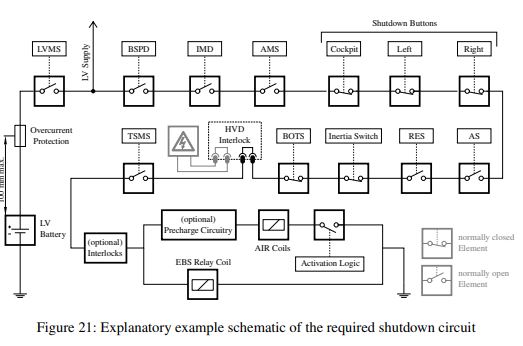 Shutdown Buttons
LVMS
LV Supply
BSPD
IMD
AMS
Cockpit
Left
Right
Overcurrent
Protection
TSMS
HVD
Interlock
BOTS
Inertia Switch
RES
AS
100 mm max.
LV
Battery
(optional)
Interlocks
(optional)
Precharge Circuitry
AIR Coils
Activation Logic
EBS Relay Coil
normally closed
Element
normally open
Element
Figure 21: Explanatory example schematic of the required shutdown circuit